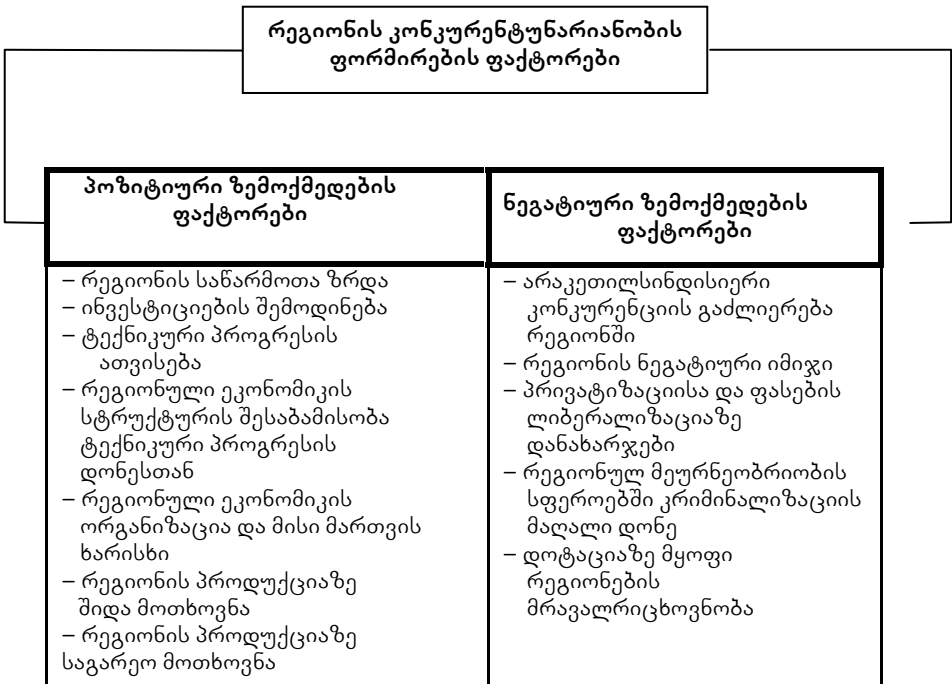 რეგიონის კონკურენტუნარიანობის
ფორმირების ფაქტორები
პოზიტიური ზემოქმედების
ფაქტორები
– რეგიონის საწარმოთა ზრდა
– ინვესტიციების შემოდინება
– ტექნიკური პროგრესის
ათვისება
– რეგიონული ეკონომიკის
სტრუქტურის შესაბამისობა
ტექნიკური პროგრესის
დონესთან
– რეგიონული ეკონომიკის
ორგანიზაცია და მისი მართვის
ხარისხი
– რეგიონის პროდუქციაზე
შიდა მოთხოვნა
– რეგიონის პროდუქციაზე
საგარეო მოთხოვნა
ნეგატიური ზემოქმედების
ფაქტორები
– არაკეთილსინდისიერი
კონკურენციის გაძლიერება
რეგიონში
– რეგიონის ნეგატიური იმიჯი
– პრივატიზაციისა და ფასების
ლიბერალიზაციაზე
დანახარჯები
– რეგიონულ მეურნეობრიობის
სფეროებში კრიმინალიზაციის
მაღალი დონე
– დოტაციაზე მყოფი
რეგიონების
მრავალრიცხოვნობა